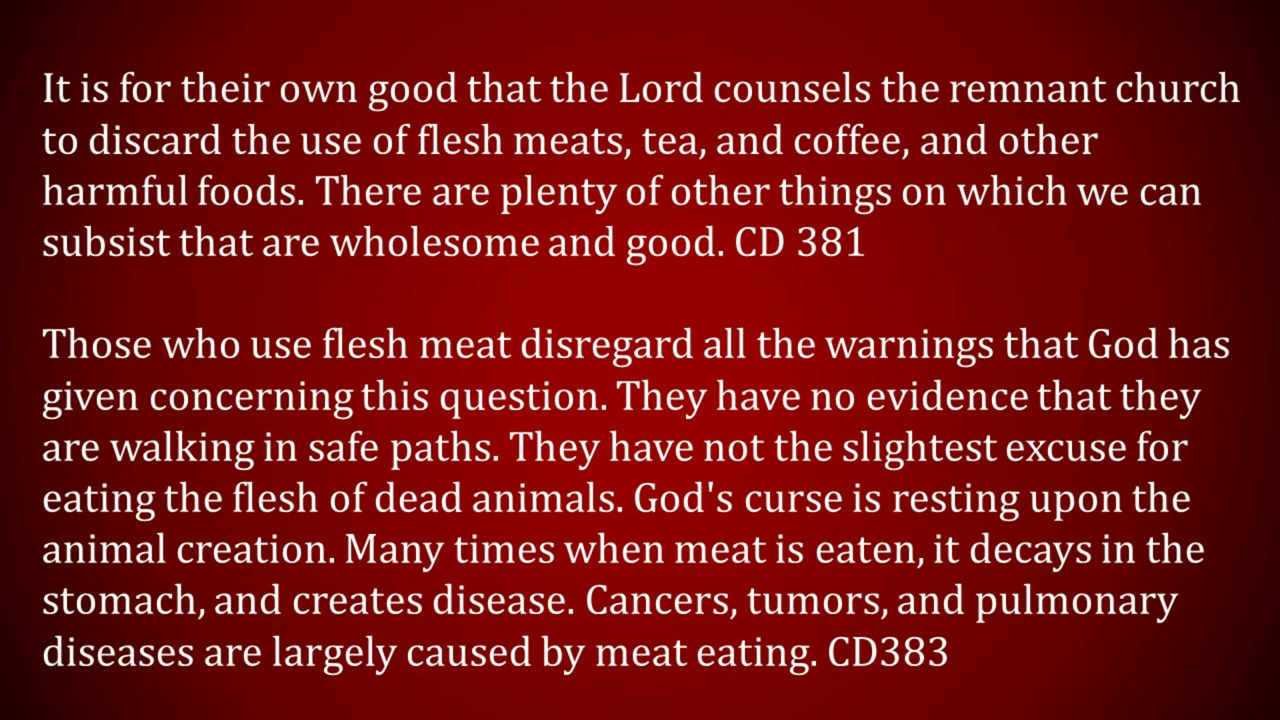 It is for their own good that the Lord counsels the remnant church
to discard the use of flesh meats, tea, and coffee, and other
harmful foods. There are plenty of other things on which we can
subsist that are wholesome and good. CD 381
Those who use flesh meat disregard all the warnings that God has
given concerning this question. They have no evidence that they
are walking in safe paths. They have not the slightest excuse for
eating the flesh of dead animals. God's curse is resting upon the
animal creation. Many times when meat is eaten, it decays in the
stomach, and creates disease. Cancers, tumors, and pulmonary
diseases are largely caused by meat eating. CD383